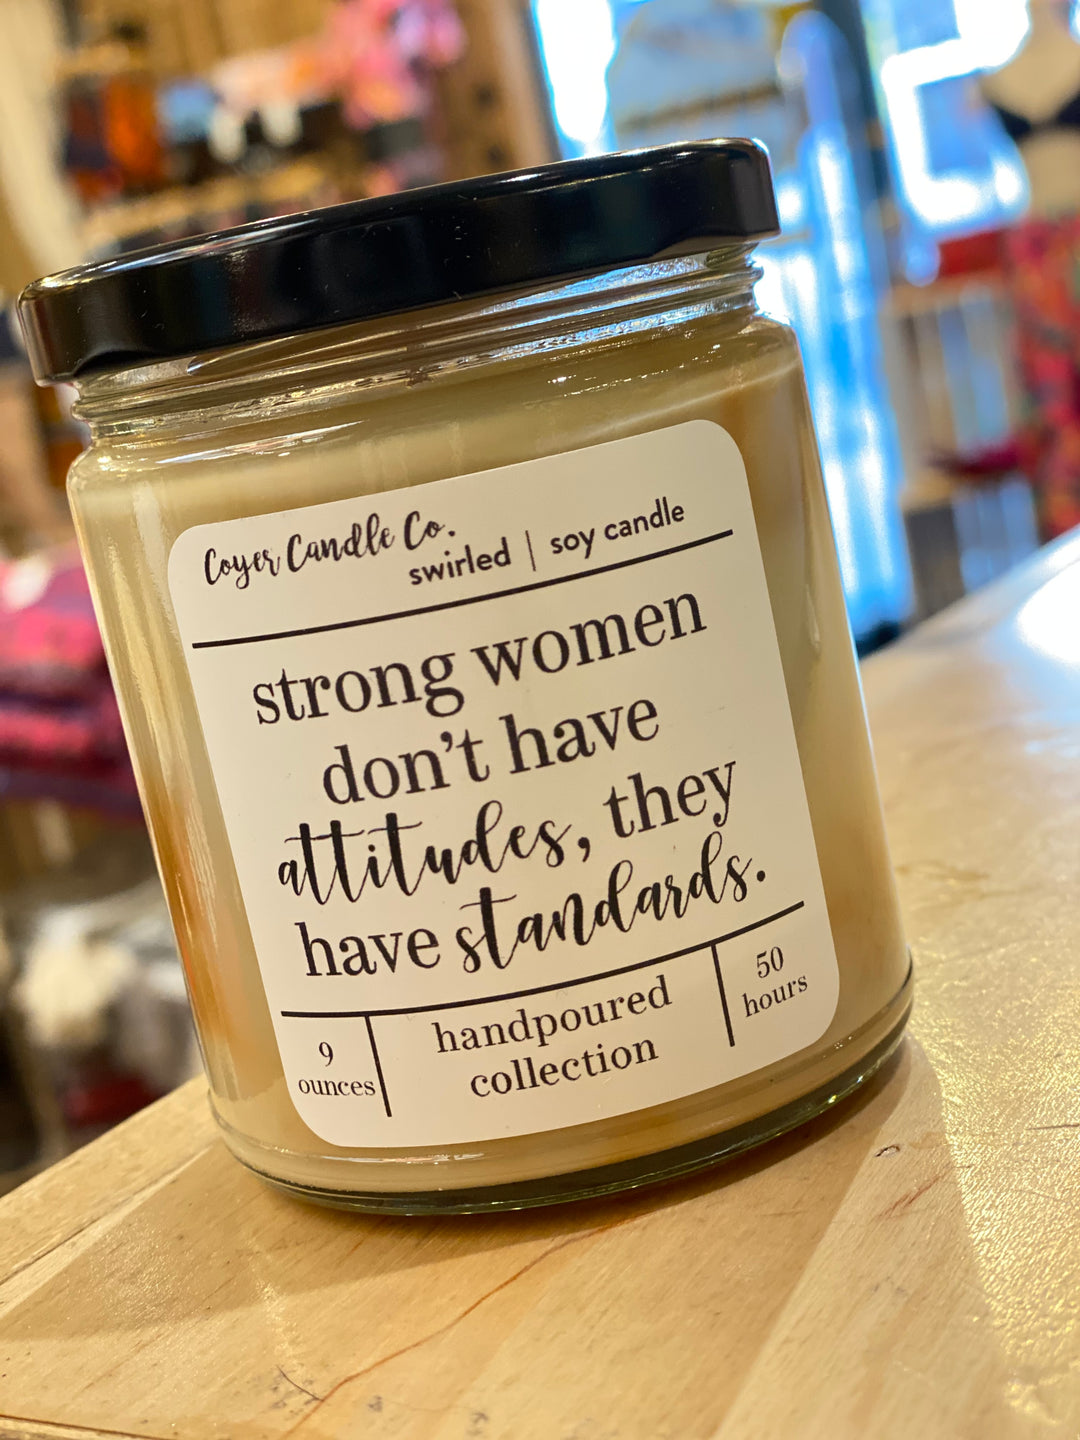 Coyer Candle Co.
swirled | soy candle
strong women
don't have
attitudes, they
have standards.
9
ounces
handpoured
collection
50
hours